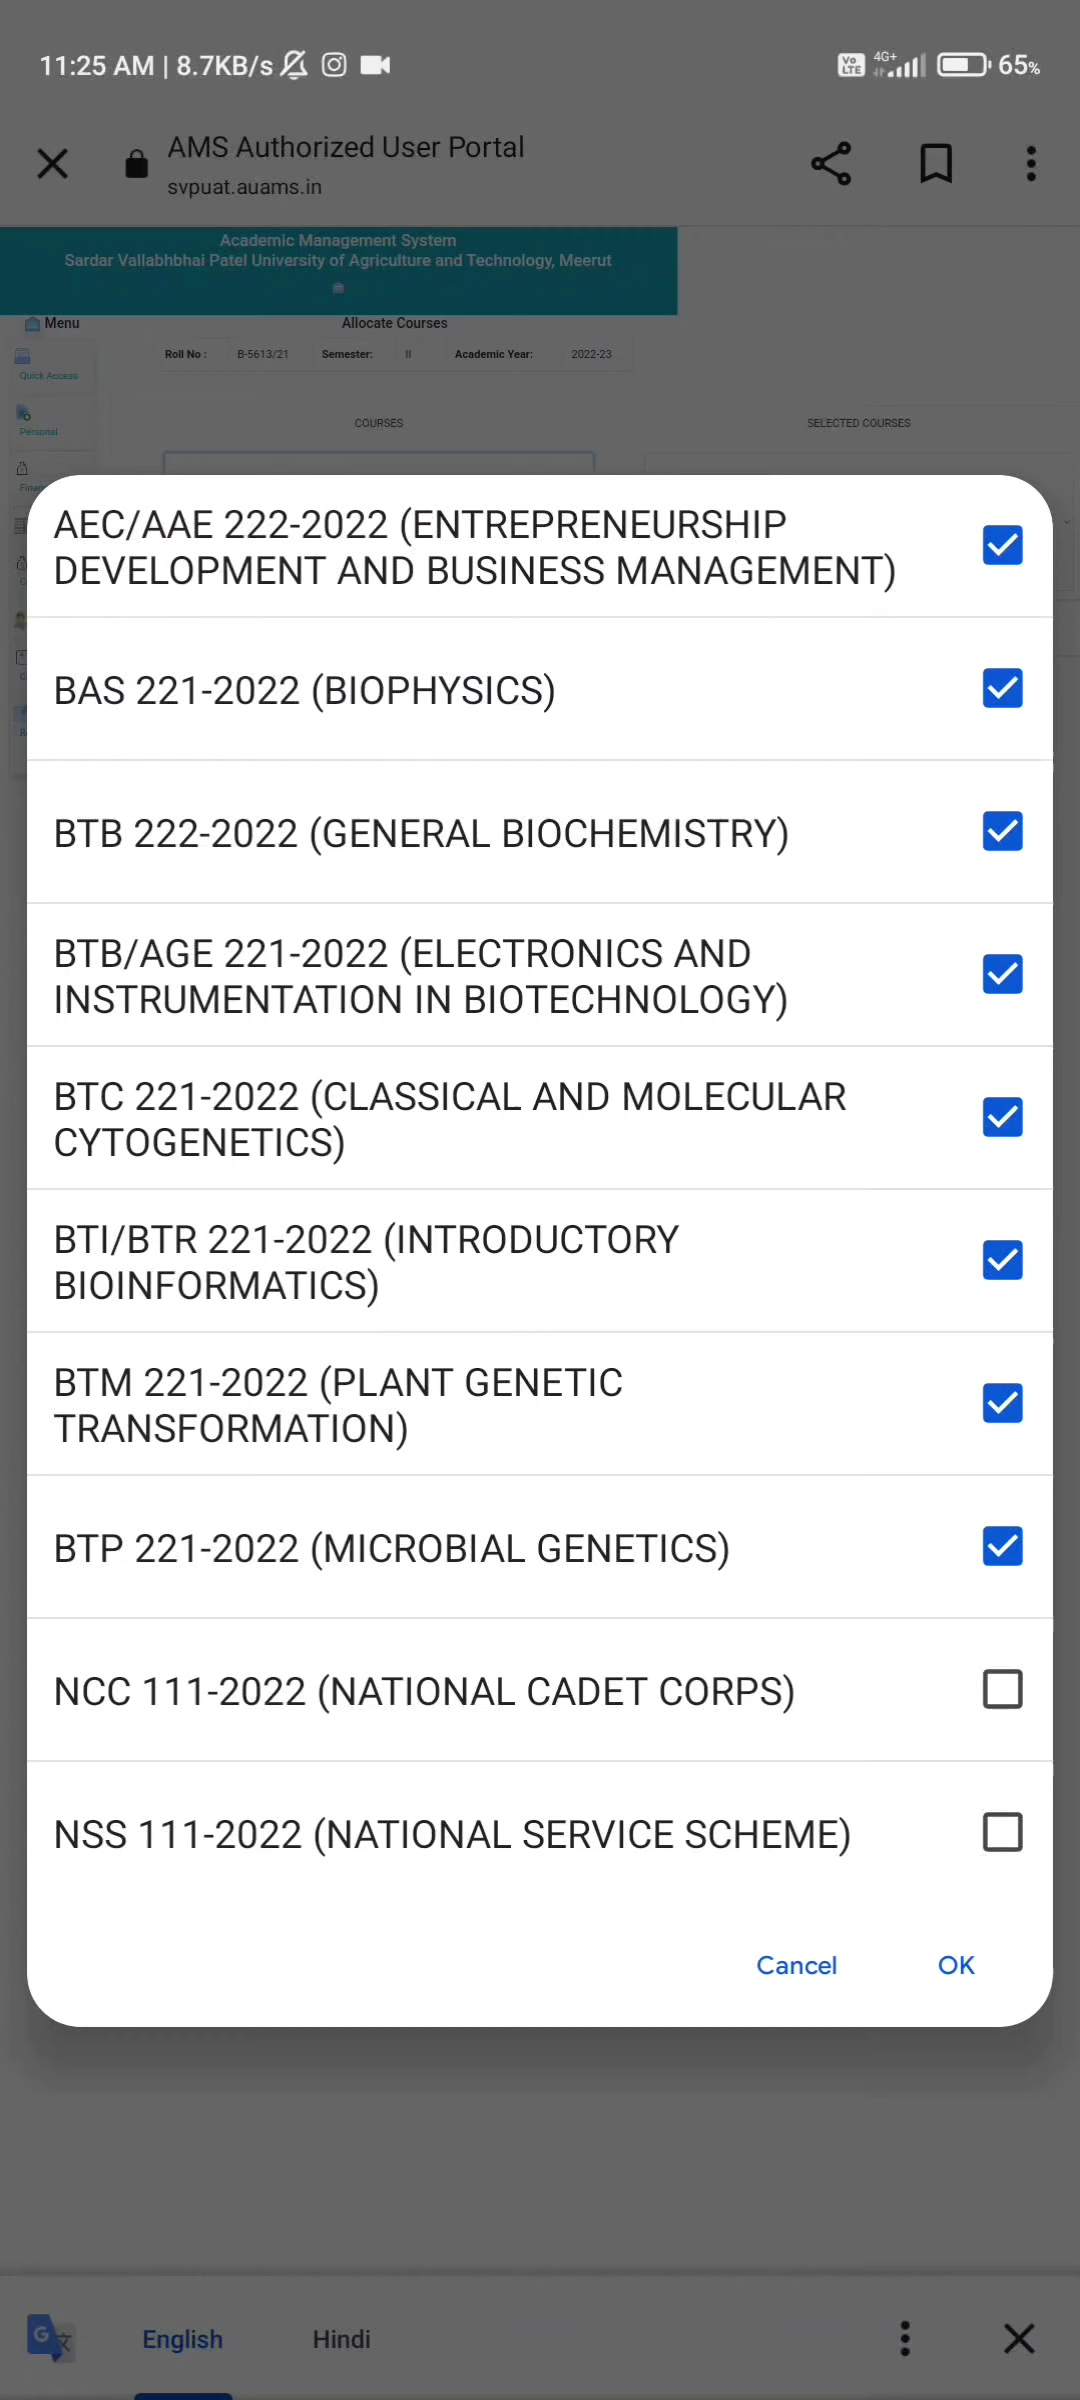 11:25 AM | 8.7KB/s
Vo LTE 4G+ 65%
AMS Authorized User Portal
svpuat.auams.in
Academic Management System
Sardar Vallabhbhai Patel University of Agriculture and Technology, Meerut
Menu
Allocate Courses
Roll No : B-5613/21 Semester: II Academic Year: 2022-23
Quick Access
Personal
COURSES
SELECTED COURSES
AEC/AAE 222-2022 (ENTREPRENEURSHIP
DEVELOPMENT AND BUSINESS MANAGEMENT)
BAS 221-2022 (BIOPHYSICS)
BTB 222-2022 (GENERAL BIOCHEMISTRY)
BTB/AGE 221-2022 (ELECTRONICS AND
INSTRUMENTATION IN BIOTECHNOLOGY)
BTC 221-2022 (CLASSICAL AND MOLECULAR
CYTOGENETICS)
BTI/BTR 221-2022 (INTRODUCTORY
BIOINFORMATICS)
BTM 221-2022 (PLANT GENETIC
TRANSFORMATION)
BTP 221-2022 (MICROBIAL GENETICS)
NCC 111-2022 (NATIONAL CADET CORPS)
NSS 111-2022 (NATIONAL SERVICE SCHEME)
Cancel OK
English Hindi